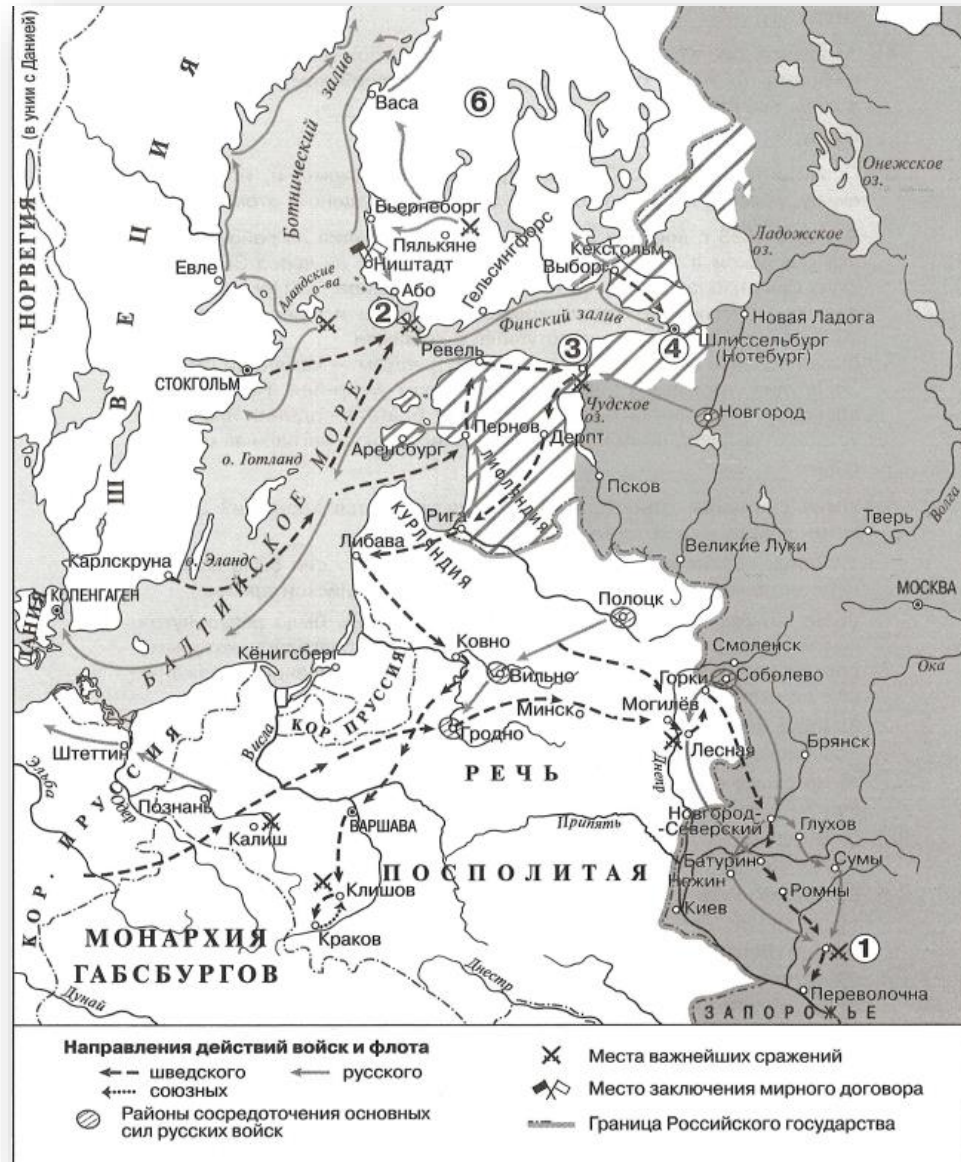 НОРВЕГИЯ (в унии с Данией)
ШВЕЦИЯ
Ботнический залив
Васа
6
Онежское оз.
Ладожское оз.
Бьернеборг
Пялькяне
Ништадт
Або
Гельсингфорс
Кексгольм
Выборг
Евле
Аландские о-ва
2
Финский залив
Новая Ладога
Шлиссельбург (Нотебург)
Ревель
3
4
СТОКГОЛЬМ
Чудское оз.
Новгород
Пернов
Дерпт
Аренсбург
о. Готланд
ЛИФЛЯНДИЯ
Псков
БАЛТИЙСКОЕ МОРЕ
Рига
КУРЛЯНДИЯ
Тверь
Волга
Либава
Великие Луки
Карлскруна
о. Эланд
КОПЕНГАГЕН
ДАНИЯ
Полоцк
МОСКВА
Ковно
Смоленск
Кёнигсберг
Вильно
Горки
Соболево
Ока
КОР. ПРУССИЯ
Минск
Могилёв
Гродно
Лесная
Штеттин
Висла
Брянск
Эльба
РЕЧЬ
Днепр
Одер
Познань
Новгород-
-Северский
ВАРШАВА
Припять
Глухов
Калиш
КОР. ПРУССИЯ
ПОСПОЛИТАЯ
Батурин
Сумы
Нежин
Клишов
Ромны
Киев
Краков
МОНАРХИЯ
ГАБСБУРГОВ
1
Днестр
Дунай
Переволочна
ЗАПОРОЖЬЕ
Направления действий войск и флота
шведского
русского
союзных
Районы сосредоточения основных
сил русских войск
Места важнейших сражений
Место заключения мирного договора
Граница Российского государства